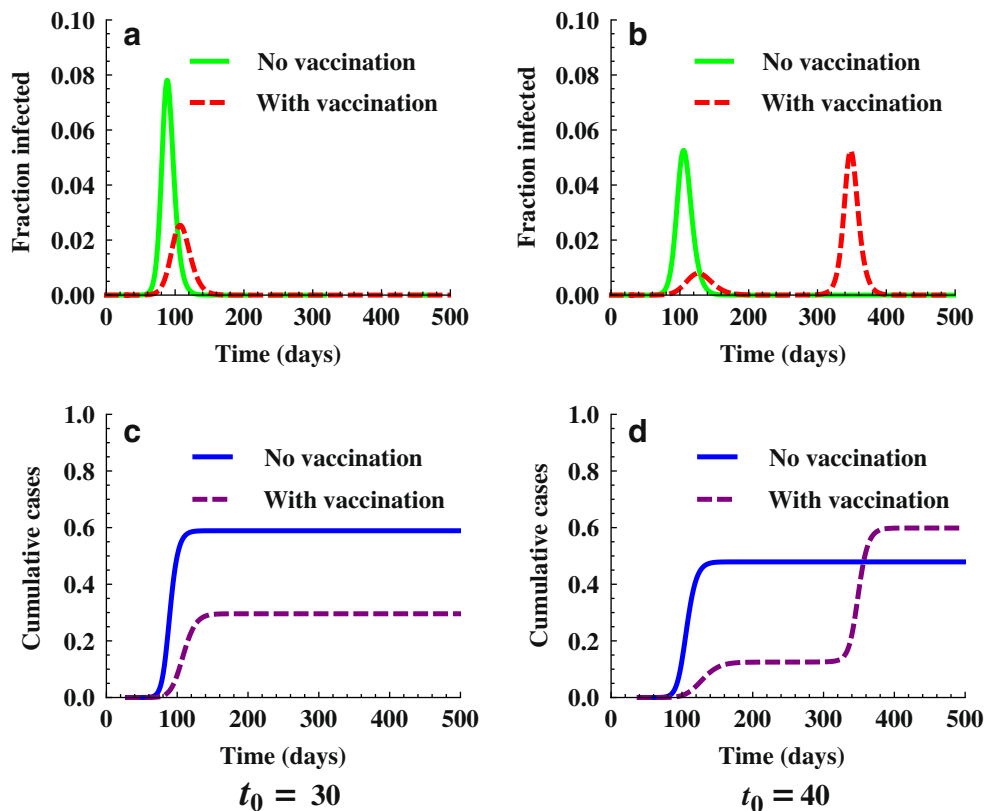 a
No vaccination
With vaccination
0.10
0.08
0.06
0.04
0.02
0.00
Fraction infected
0 100 200 300 400 500
Time (days)
b
No vaccination
With vaccination
0.10
0.08
0.06
0.04
0.02
0.00
Fraction infected
0 100 200 300 400 500
Time (days)
c
No vaccination
With vaccination
1.0
0.8
0.6
0.4
0.2
0.0
Cumulative cases
0 100 200 300 400 500
Time (days)
t₀ = 30
d
No vaccination
With vaccination
1.0
0.8
0.6
0.4
0.2
0.0
Cumulative cases
0 100 200 300 400 500
Time (days)
t₀ = 40